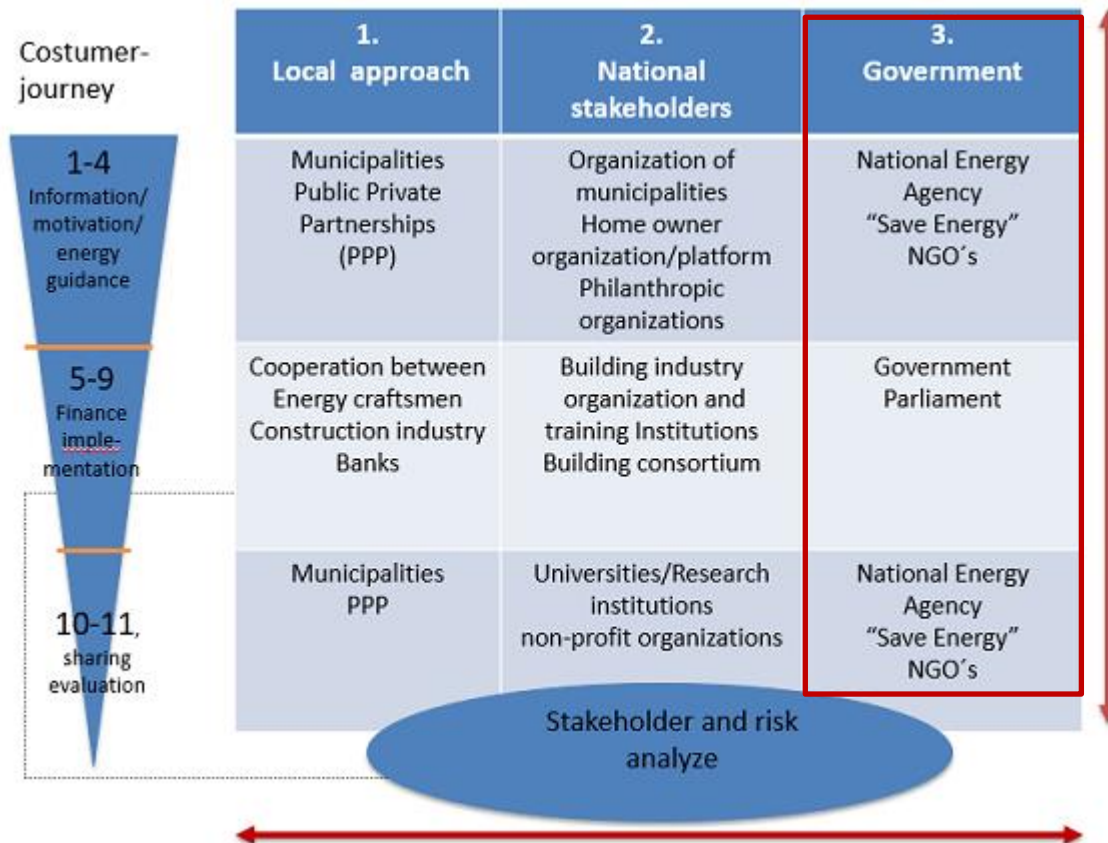 Costumer-
journey
1.
Local approach
2.
National
stakeholders
3.
Government
1-4
Information/
motivation/
energy
guidance
Municipalities
Public Private
Partnerships
(PPP)
Organization of
municipalities
Home owner
organization/platform
Philanthropic
organizations
National Energy
Agency
“Save Energy”
NGO´s
5-9
Finance
imple-
mentation
Cooperation between
Energy craftsmen
Construction industry
Banks
Building industry
organization and
training Institutions
Building consortium
Government
Parliament
10-11,
sharing
evaluation
Municipalities
PPP
Universities/Research
institutions
non-profit organizations
National Energy
Agency
“Save Energy”
NGO´s
Stakeholder and risk
analyze